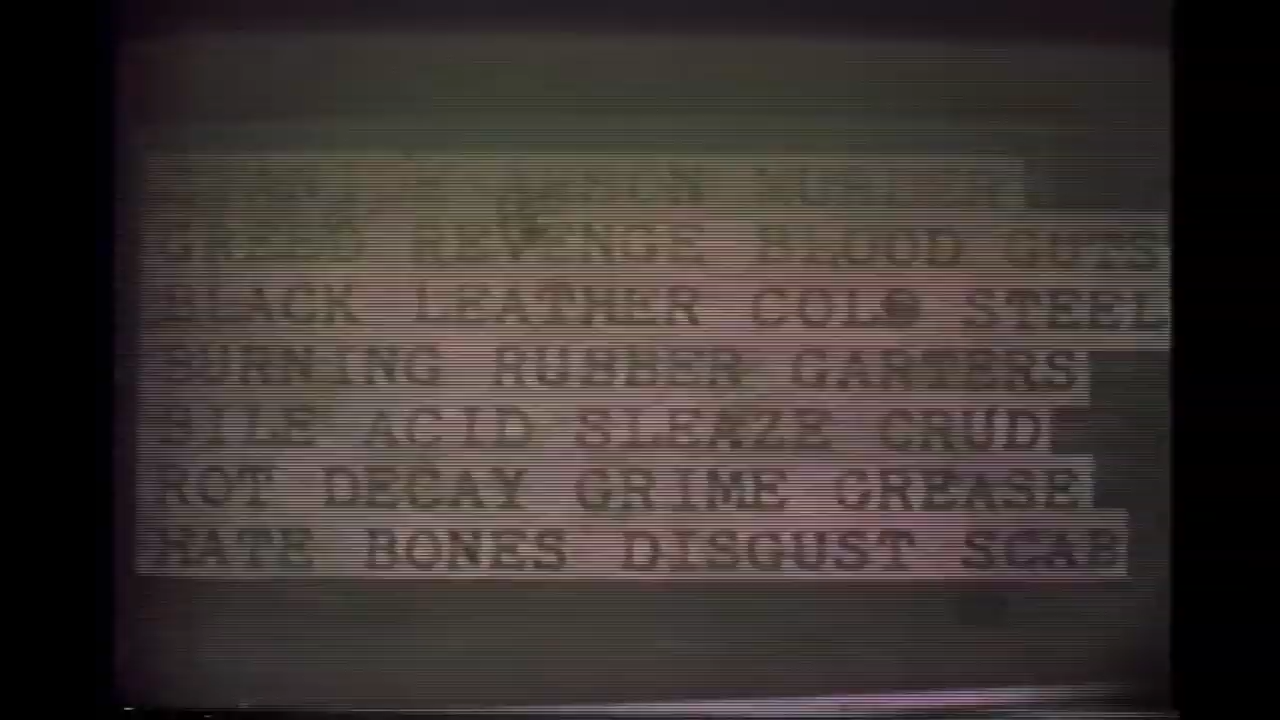 GREED REVENGE BLOOD GUTS
BLACK LEATHER COLD STEEL
BURNING RUBBER GARTERS
BILE ACID SLEAZE CRUD
ROT DECAY GRIME GREASE
HATE BONES DISGUST SCAB